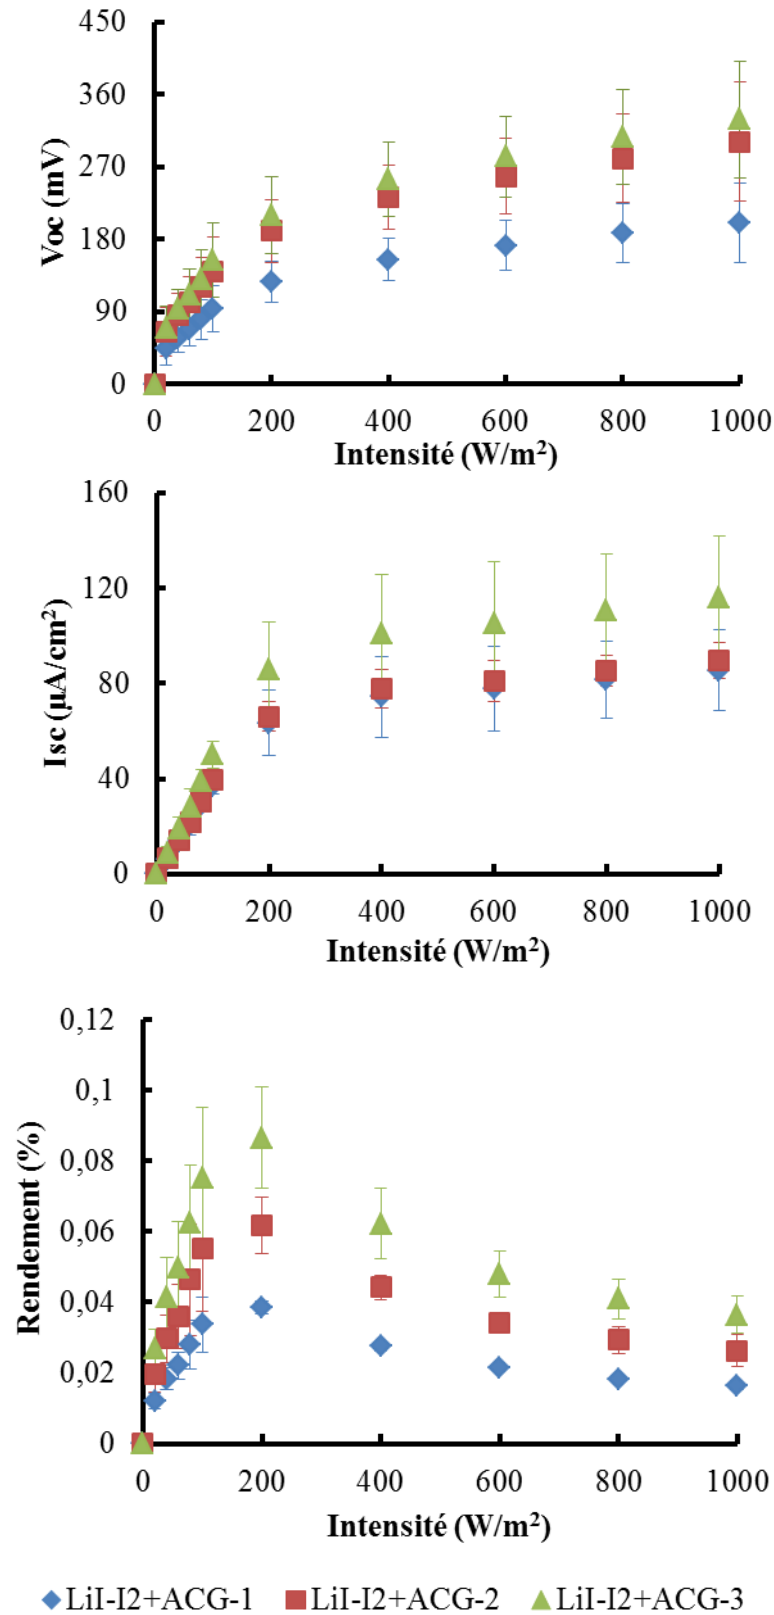 450
360
270
180
90
0
Voc (mV)
0 200 400 600 800 1000
Intensité (W/m²)
160
120
80
40
0
Isc (µA/cm²)
0 200 400 600 800 1000
Intensité (W/m²)
0,12
0,1
0,08
0,06
0,04
0,02
0
Rendement (%)
0 200 400 600 800 1000
Intensité (W/m²)
LiI-I2+ACG-1 LiI-I2+ACG-2 LiI-I2+ACG-3